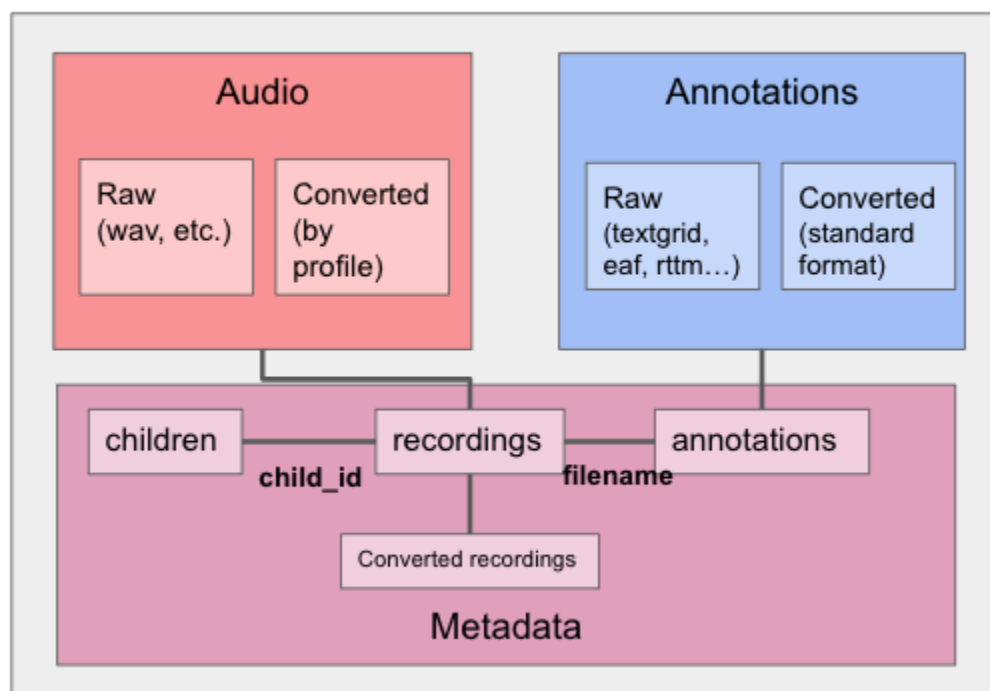 Audio
Raw
(wav, etc.)
Converted
(by
profile)
Annotations
Raw
(textgrid,
eaf, rttm…)
Converted
(standard
format)
children
recordings
annotations
child_id
filename
Converted recordings
Metadata